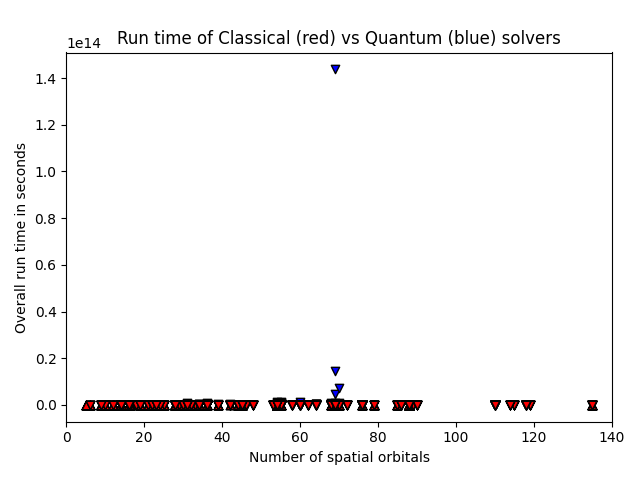 Run time of Classical (red) vs Quantum (blue) solvers
1e14
1.4
1.2
1.0
0.8
0.6
0.4
0.2
0.0
0 20 40 60 80 100 120 140
Overall run time in seconds
Number of spatial orbitals